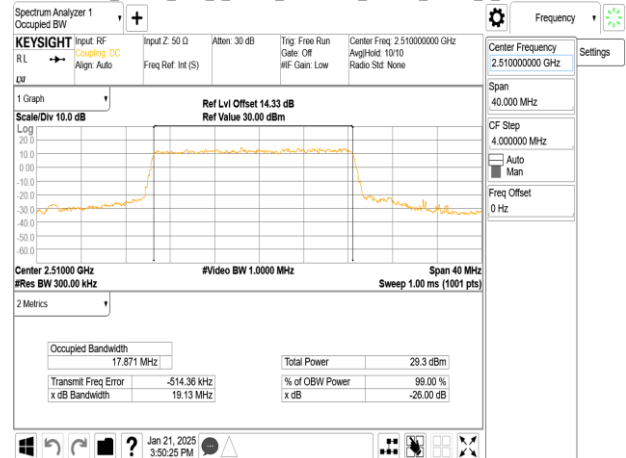 Spectrum Analyzer 1
Occupied BW
+
Frequency
KEYSIGHT
RL
LXI
Input: RF
Coupling: DC
Align: Auto
Input Z: 50 Ω
Freq Ref: Int (S)
Atten: 30 dB
Trig: Free Run
Gate: Off
#IF Gain: Low
Center Freq: 2.510000000 GHz
Avg|Hold: 10/10
Radio Std: None
Center Frequency
2.510000000 GHz
Settings
Span
40.000 MHz
CF Step
4.000000 MHz
Auto
Man
Freq Offset
0 Hz
1 Graph
Scale/Div 10.0 dB
Ref Lvl Offset 14.33 dB
Ref Value 30.00 dBm
Log
20.0
10.0
0.00
-10.0
-20.0
-30.0
-40.0
-50.0
-60.0
Center 2.51000 GHz
#Video BW 1.0000 MHz
Span 40 MHz
#Res BW 300.00 kHz
Sweep 1.00 ms (1001 pts)
2 Metrics
Occupied Bandwidth
17.871 MHz
Total Power 29.3 dBm
Transmit Freq Error -514.36 kHz
% of OBW Power 99.00 %
x dB Bandwidth 19.13 MHz
x dB -26.00 dB
?
Jan 21, 2025
3:50:25 PM